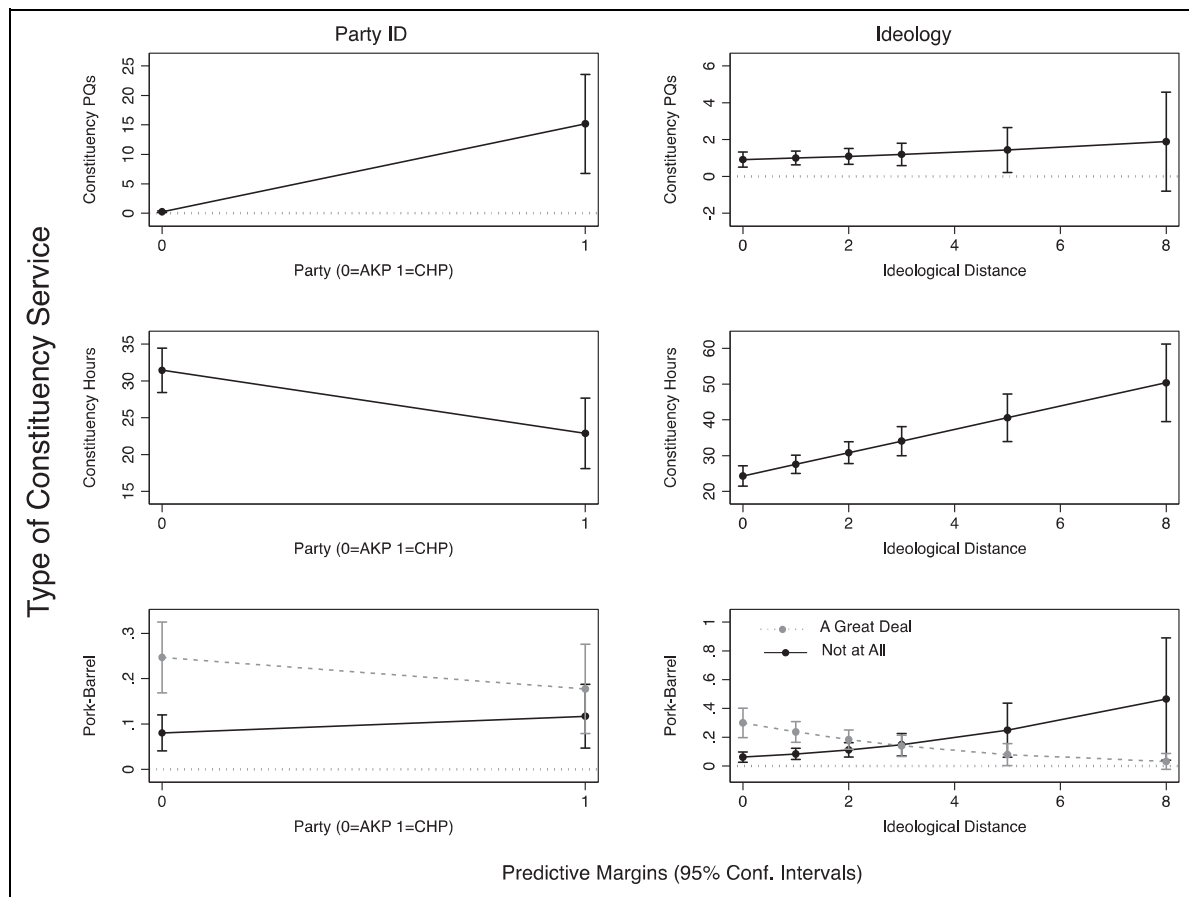 Party ID
Ideology
Type of Constituency Service
Constituency PQs
25
20
15
10
5
0
0
1
Party (0=AKP 1=CHP)
Constituency PQs
6
4
2
0
-2
0
2
4
6
8
Ideological Distance
Constituency Hours
35
30
25
20
15
0
1
Party (0=AKP 1=CHP)
Constituency Hours
60
50
40
30
20
0
2
4
6
8
Ideological Distance
Pork-Barrel
.3
.2
.1
0
0
1
Party (0=AKP 1=CHP)
Pork-Barrel
1
.8
.6
.4
.2
0
A Great Deal
Not at All
0
2
4
6
8
Ideological Distance
Predictive Margins (95% Conf. Intervals)